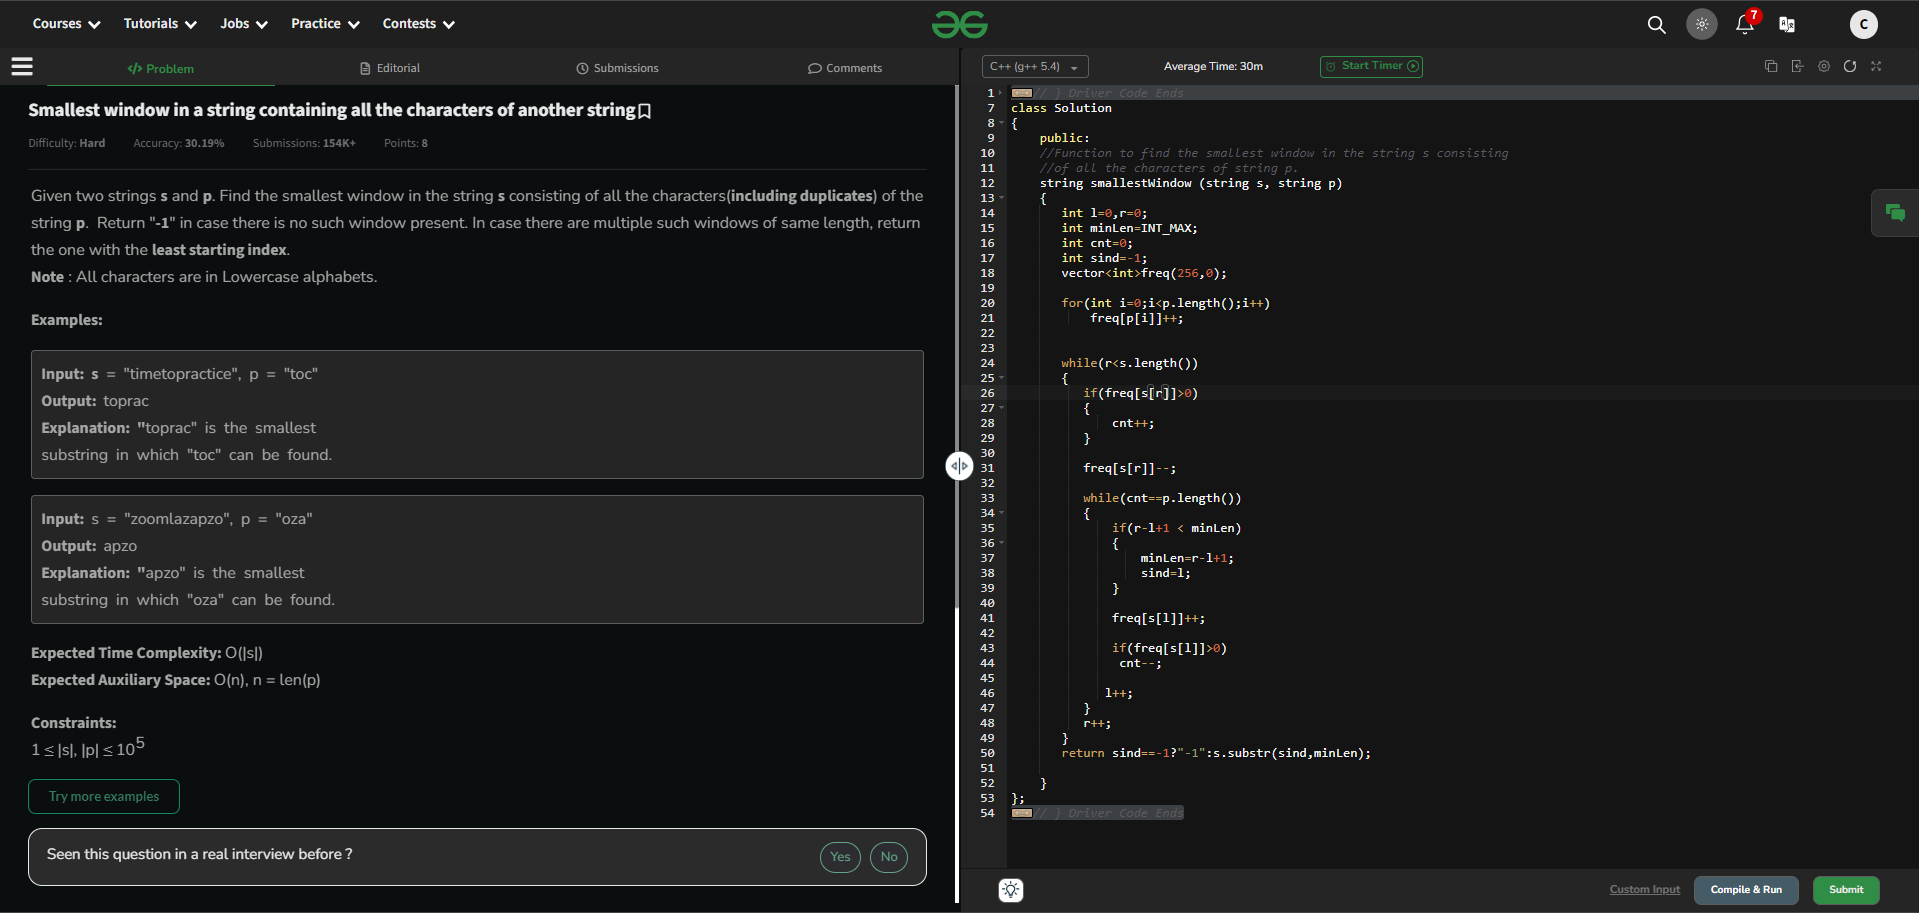 Courses Tutorials Jobs Practice Contests 7 C
Problem Editorial Submissions Comments
Smallest window in a string containing all the characters of another string
Difficulty: Hard Accuracy: 30.19% Submissions: 154K+ Points: 8
Given two strings s and p. Find the smallest window in the string s consisting of all the characters(including duplicates) of the
string p. Return "-1" in case there is no such window present. In case there are multiple such windows of same length, return
the one with the least starting index.
Note : All characters are in Lowercase alphabets.
Examples:
Input: s = "timetopractice", p = "toc"
Output: toprac
Explanation: "toprac" is the smallest
substring in which "toc" can be found.
Input: s = "zoomlazapzo", p = "oza"
Output: apzo
Explanation: "apzo" is the smallest
substring in which "oza" can be found.
Expected Time Complexity: O(|s|)
Expected Auxiliary Space: O(n), n = len(p)
Constraints:
1 ≤ |s|, |p| ≤ 10^5
Try more examples
Seen this question in a real interview before ? Yes No
C++ (g++ 5.4) Average Time: 30m Start Timer
1 // } Driver Code Ends
7 class Solution
8 {
9 public:
10 //Function to find the smallest window in the string s consisting
11 //of all the characters of string p.
12 string smallestWindow (string s, string p)
13 {
14 int l=0,r=0;
15 int minLen=INT_MAX;
16 int cnt=0;
17 int sind=-1;
18 vector<int>freq(256,0);
19
20 for(int i=0;i<p.length();i++)
21 freq[p[i]]++;
22
23
24 while(r<s.length())
25 {
26 if(freq[s[r]]>0)
27 {
28 cnt++;
29 }
30
31 freq[s[r]]--;
32
33 while(cnt==p.length())
34 {
35 if(r-l+1 < minLen)
36 {
37 minLen=r-l+1;
38 sind=l;
39 }
40
41 freq[s[l]]++;
42
43 if(freq[s[l]]>0)
44 cnt--;
45
46 l++;
47 }
48 r++;
49 }
50 return sind==-1?"-1":s.substr(sind,minLen);
51
52 }
53 };
54 // } Driver Code Ends
Custom Input Compile & Run Submit